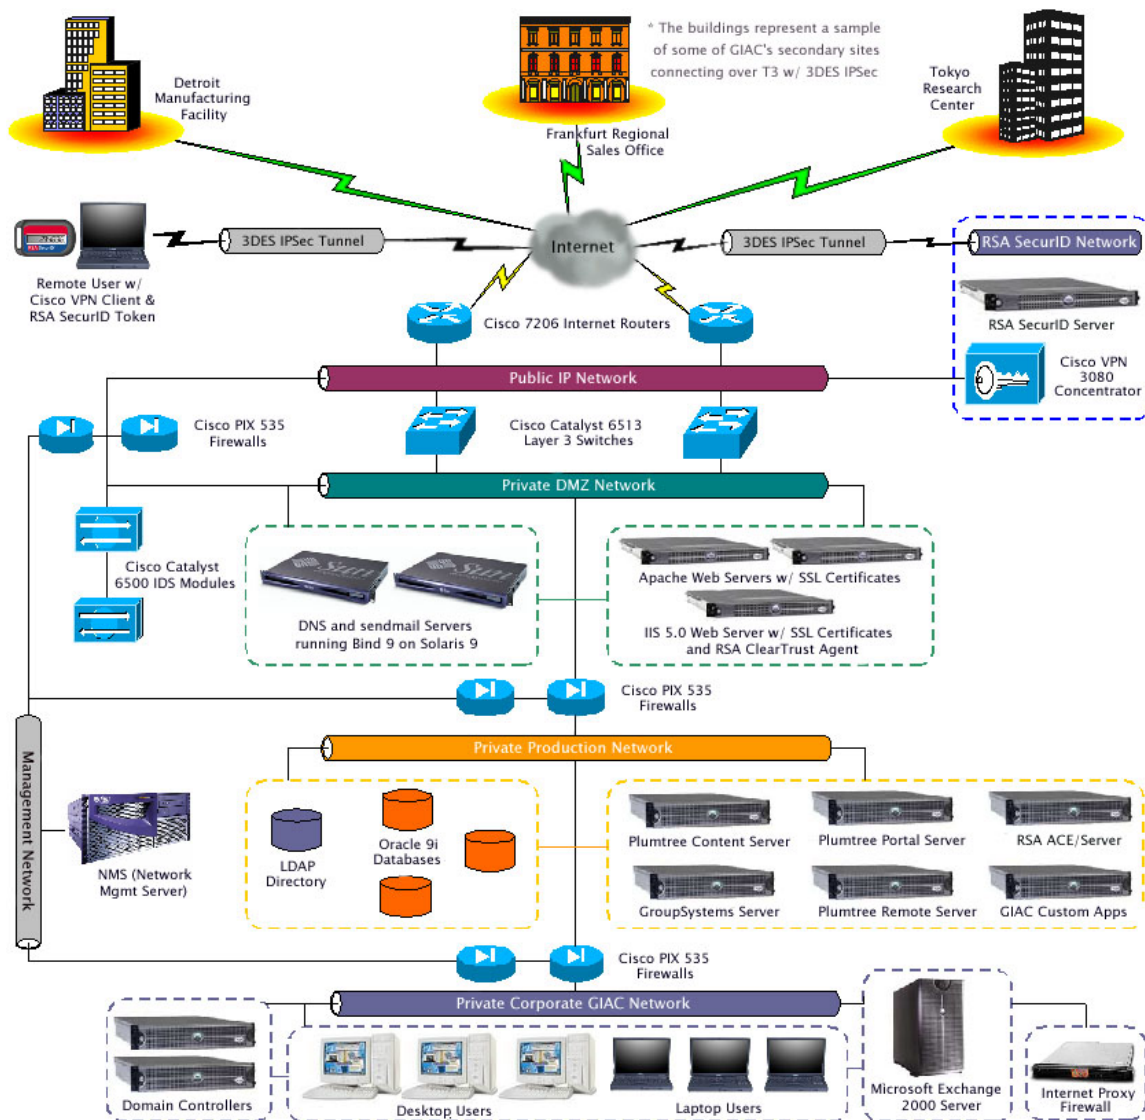 * The buildings represent a sample
of some of GIAC's secondary sites
connecting over T3 w/ 3DES IPSec
Detroit
Manufacturing
Facility
Frankfurt Regional
Sales Office
Tokyo
Research
Center
3DES IPSec Tunnel
Internet
3DES IPSec Tunnel
RSA SecurID Network
Remote User w/
Cisco VPN Client &
RSA SecurID Token
RSA SecurID Server
Cisco 7206 Internet Routers
Cisco VPN
3080
Concentrator
Public IP Network
Cisco PIX 535
Firewalls
Cisco Catalyst 6513
Layer 3 Switches
Private DMZ Network
Cisco Catalyst
6500 IDS Modules
Sun
Sun
DNS and sendmail Servers
running Bind 9 on Solaris 9
Apache Web Servers w/ SSL Certificates
IIS 5.0 Web Server w/ SSL Certificates
and RSA ClearTrust Agent
Cisco PIX 535
Firewalls
Private Production Network
Management Network
NMS (Network
Mgmt Server)
LDAP
Directory
Oracle 9i
Databases
Plumtree Content Server
Plumtree Portal Server
RSA ACE/Server
GroupSystems Server
Plumtree Remote Server
GIAC Custom Apps
Cisco PIX 535
Firewalls
Private Corporate GIAC Network
Domain Controllers
Desktop Users
Laptop Users
Microsoft Exchange
2000 Server
Internet Proxy
Firewall